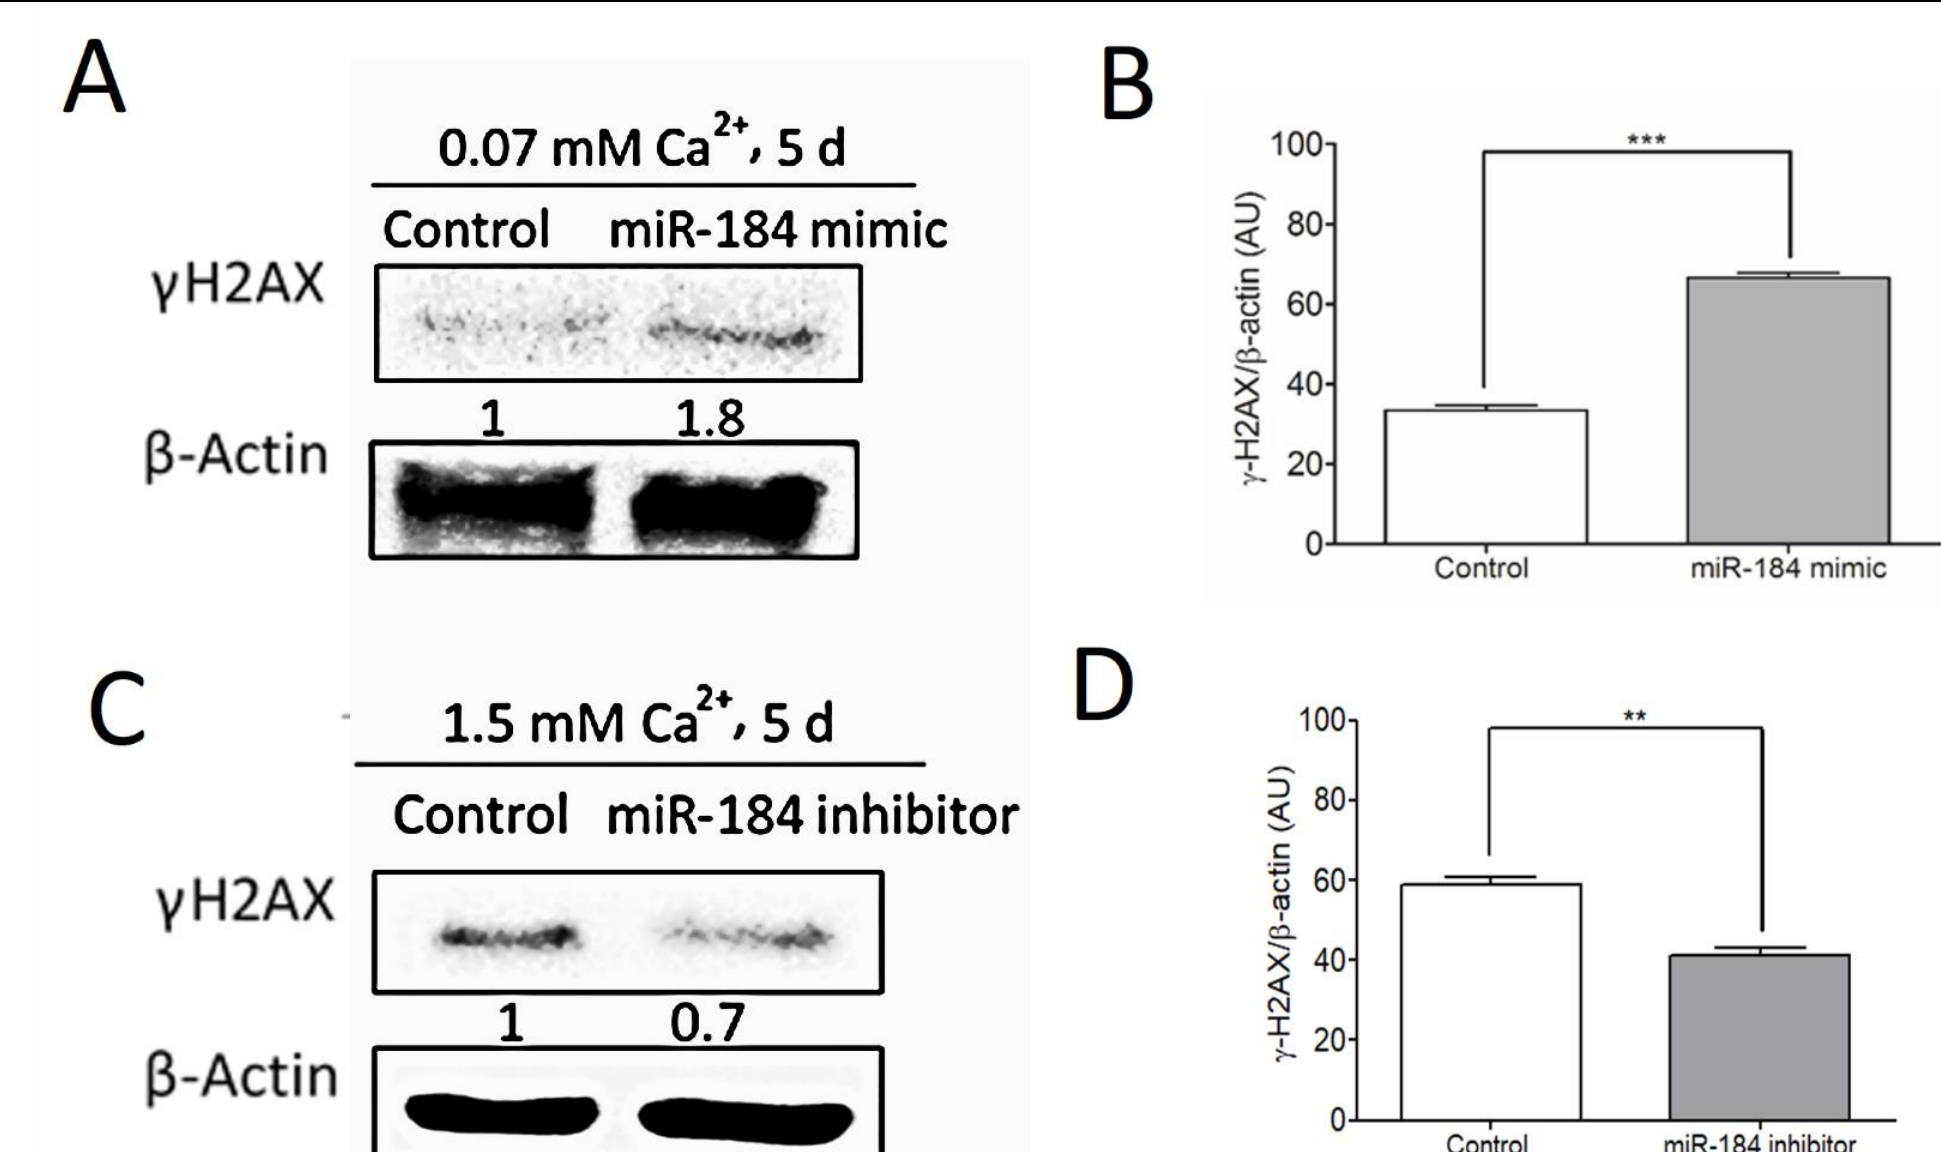 A
0.07 mM Ca2+, 5 d
Control miR-184 mimic
γH2AX
1 1.8
β-Actin
B
***
γ-H2AX/β-actin (AU)
100
80
60
40
20
0
Control miR-184 mimic
C
1.5 mM Ca2+, 5 d
Control miR-184 inhibitor
γH2AX
1 0.7
β-Actin
D
**
γ-H2AX/β-actin (AU)
100
80
60
40
20
0
Control miR-184 inhibitor